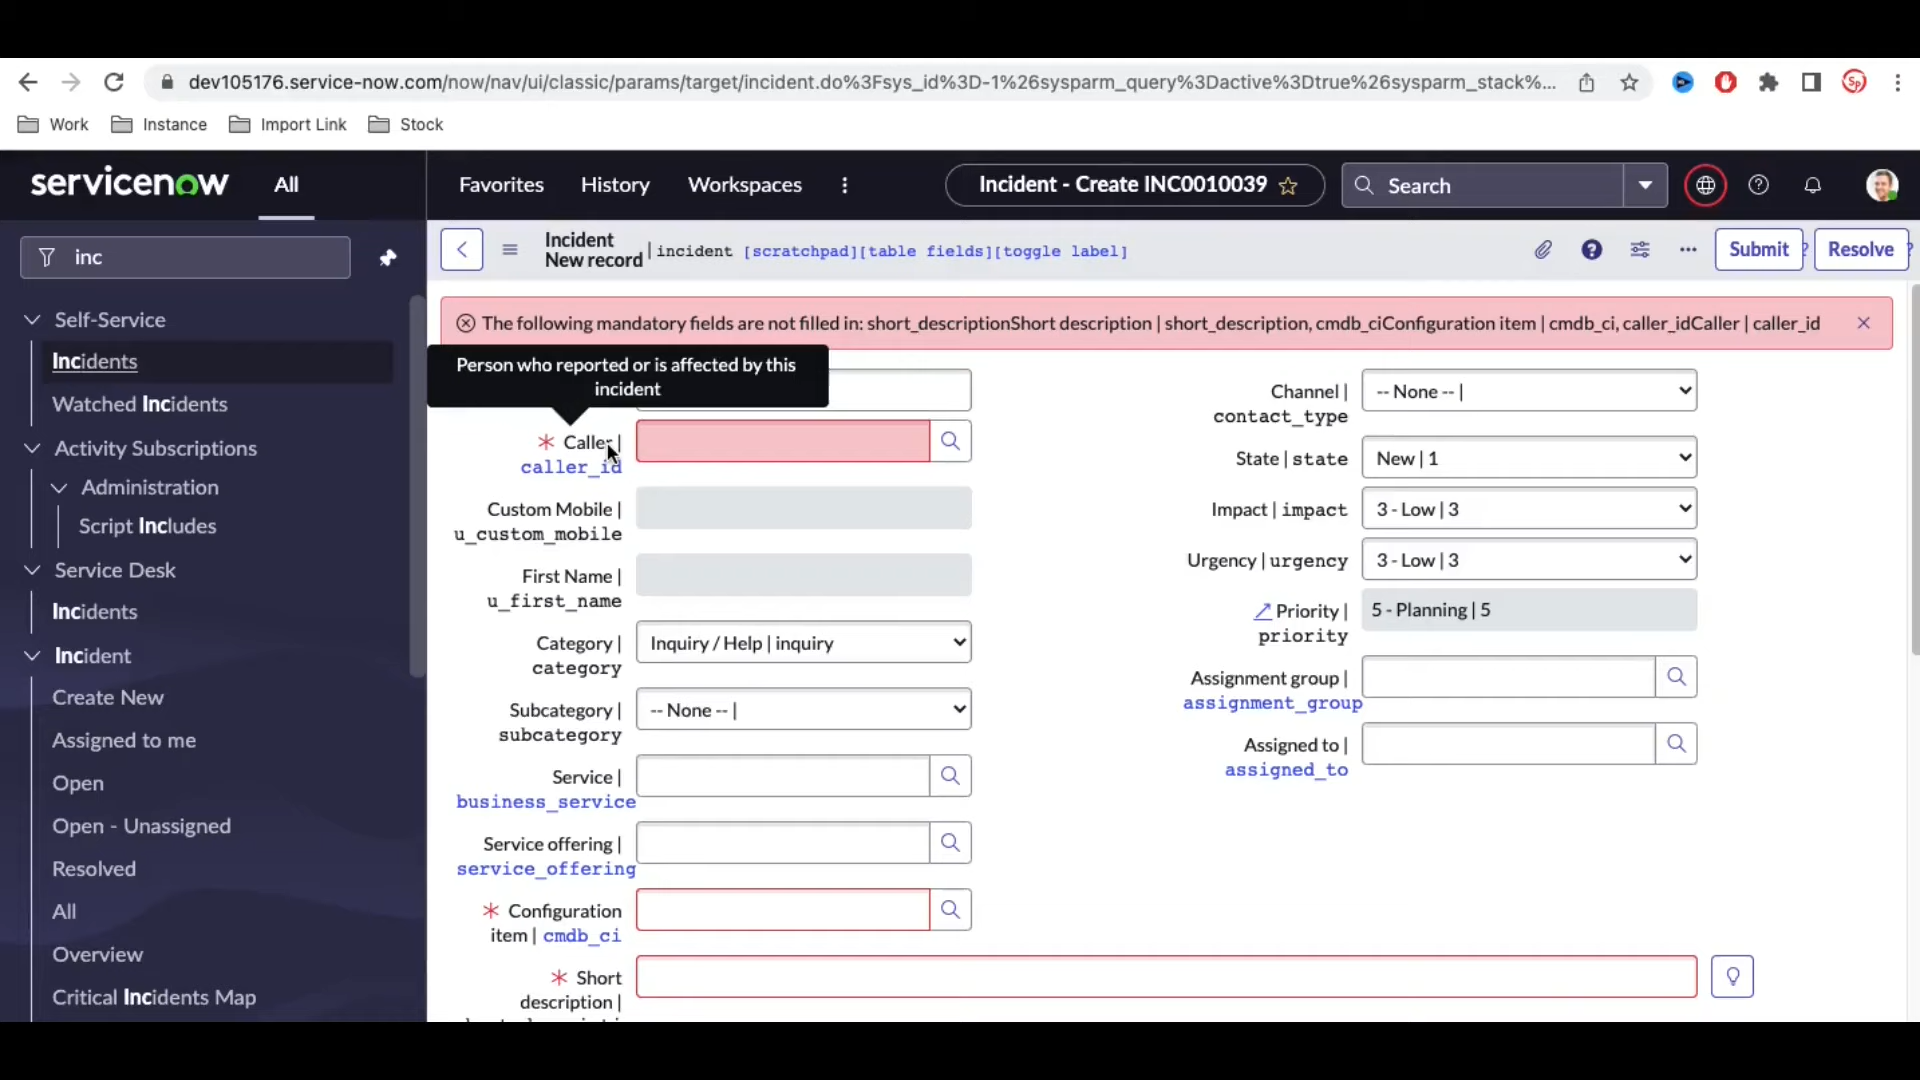 dev105176.service-now.com/now/nav/ui/classic/params/target/incident.do%3Fsys_id%3D-1%26sysparm_query%3Dactive%3Dtrue%26sysparm_stack%...
Sp
Work Instance Import Link Stock
servicenow All Favorites History Workspaces Incident - Create INC0010039 Search
inc
Incident
New record | incident [scratchpad][table fields][toggle label] Submit ? Resolve ?
Self-Service
Incidents
Watched Incidents
Activity Subscriptions
Administration
Script Includes
Service Desk
Incidents
Incident
Create New
Assigned to me
Open
Open - Unassigned
Resolved
All
Overview
Critical Incidents Map
The following mandatory fields are not filled in: short_descriptionShort description | short_description, cmdb_ciConfiguration item | cmdb_ci, caller_idCaller | caller_id
Person who reported or is affected by this
incident
* Caller |
caller_id
Custom Mobile |
u_custom_mobile
First Name |
u_first_name
Category | Inquiry / Help | inquiry
category
Subcategory | -- None -- |
subcategory
Service |
business_service
Service offering |
service_offering
* Configuration
item | cmdb_ci
* Short
description |
Channel | -- None -- |
contact_type
State | state New | 1
Impact | impact 3 - Low | 3
Urgency | urgency 3 - Low | 3
Priority | 5 - Planning | 5
priority
Assignment group |
assignment_group
Assigned to |
assigned_to